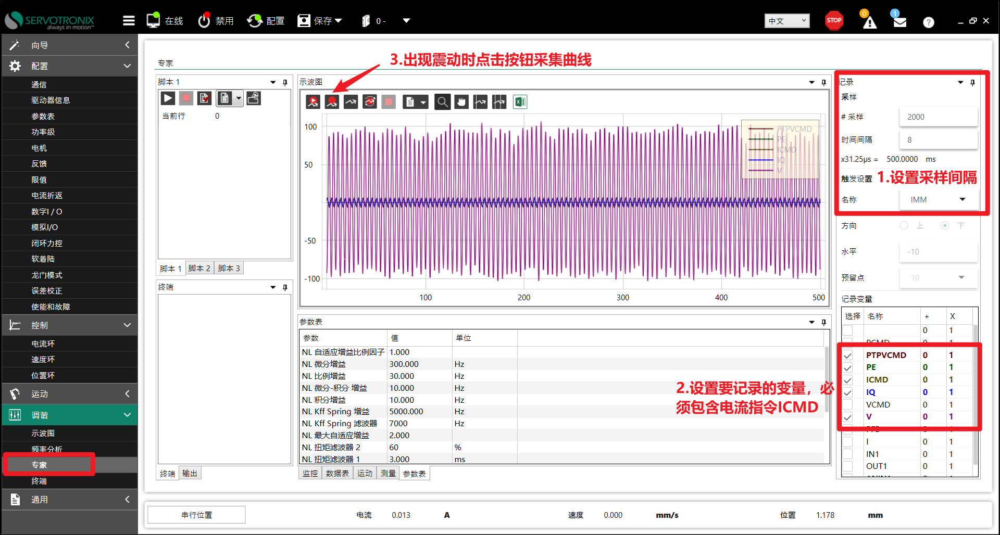 SERVOTRONIX
always in motion™
在线
禁用
配置
保存
0 -
中文
STOP
0
1
?
向导
配置
通信
驱动器信息
参数表
功率级
电机
反馈
限值
电流折返
数字I / O
模拟I/O
闭环力控
软着陆
龙门模式
误差校正
使能和故障
控制
电流环
速度环
位置环
运动
调谐
示波图
频率分析
专家
终端
通用
专家
3.出现震动时点击按钮采集曲线
脚本 1
当前行 0
脚本 1 脚本 2 脚本 3
终端
终端 输出
示波图
100
50
-50
-100
100 200 300 400 500
PTPVCMD
PE
ICMD
IQ
V
参数表
参数 值 单位
NL 自适应增益比例因子 1.000
NL 微分增益 300.000 Hz
NL 比例增益 30.000 Hz
NL 微分-积分 增益 10.000 Hz
NL 积分增益 10.000 Hz
NL Kff Spring 增益 5000.000 Hz
NL Kff Spring 滤波器 7000 Hz
NL 最大自适应增益 2.000
NL 扭矩滤波器 2 60 %
NL 扭矩滤波器 1 3.000 ms
监控 数据表 运动 测量 参数表
2.设置要记录的变量，必
须包含电流指令ICMD
记录
采样
# 采样 2000
时间间隔 8
x31.25µs = 500.0000 ms
触发设置
1.设置采样间隔
名称 IMM
方向 上 下
水平 -10
预留点 10
记录变量
选择 名称 + X
0 1
PCMD 0 1
PTPVCMD 0 1
PE 0 1
ICMD 0 1
IQ 0 1
VCMD 0 1
V 0 1
I 0 1
IN1 0 1
OUT1 0 1
串行位置
电流 0.013 A
速度 0.000 mm/s
位置 1.178 mm